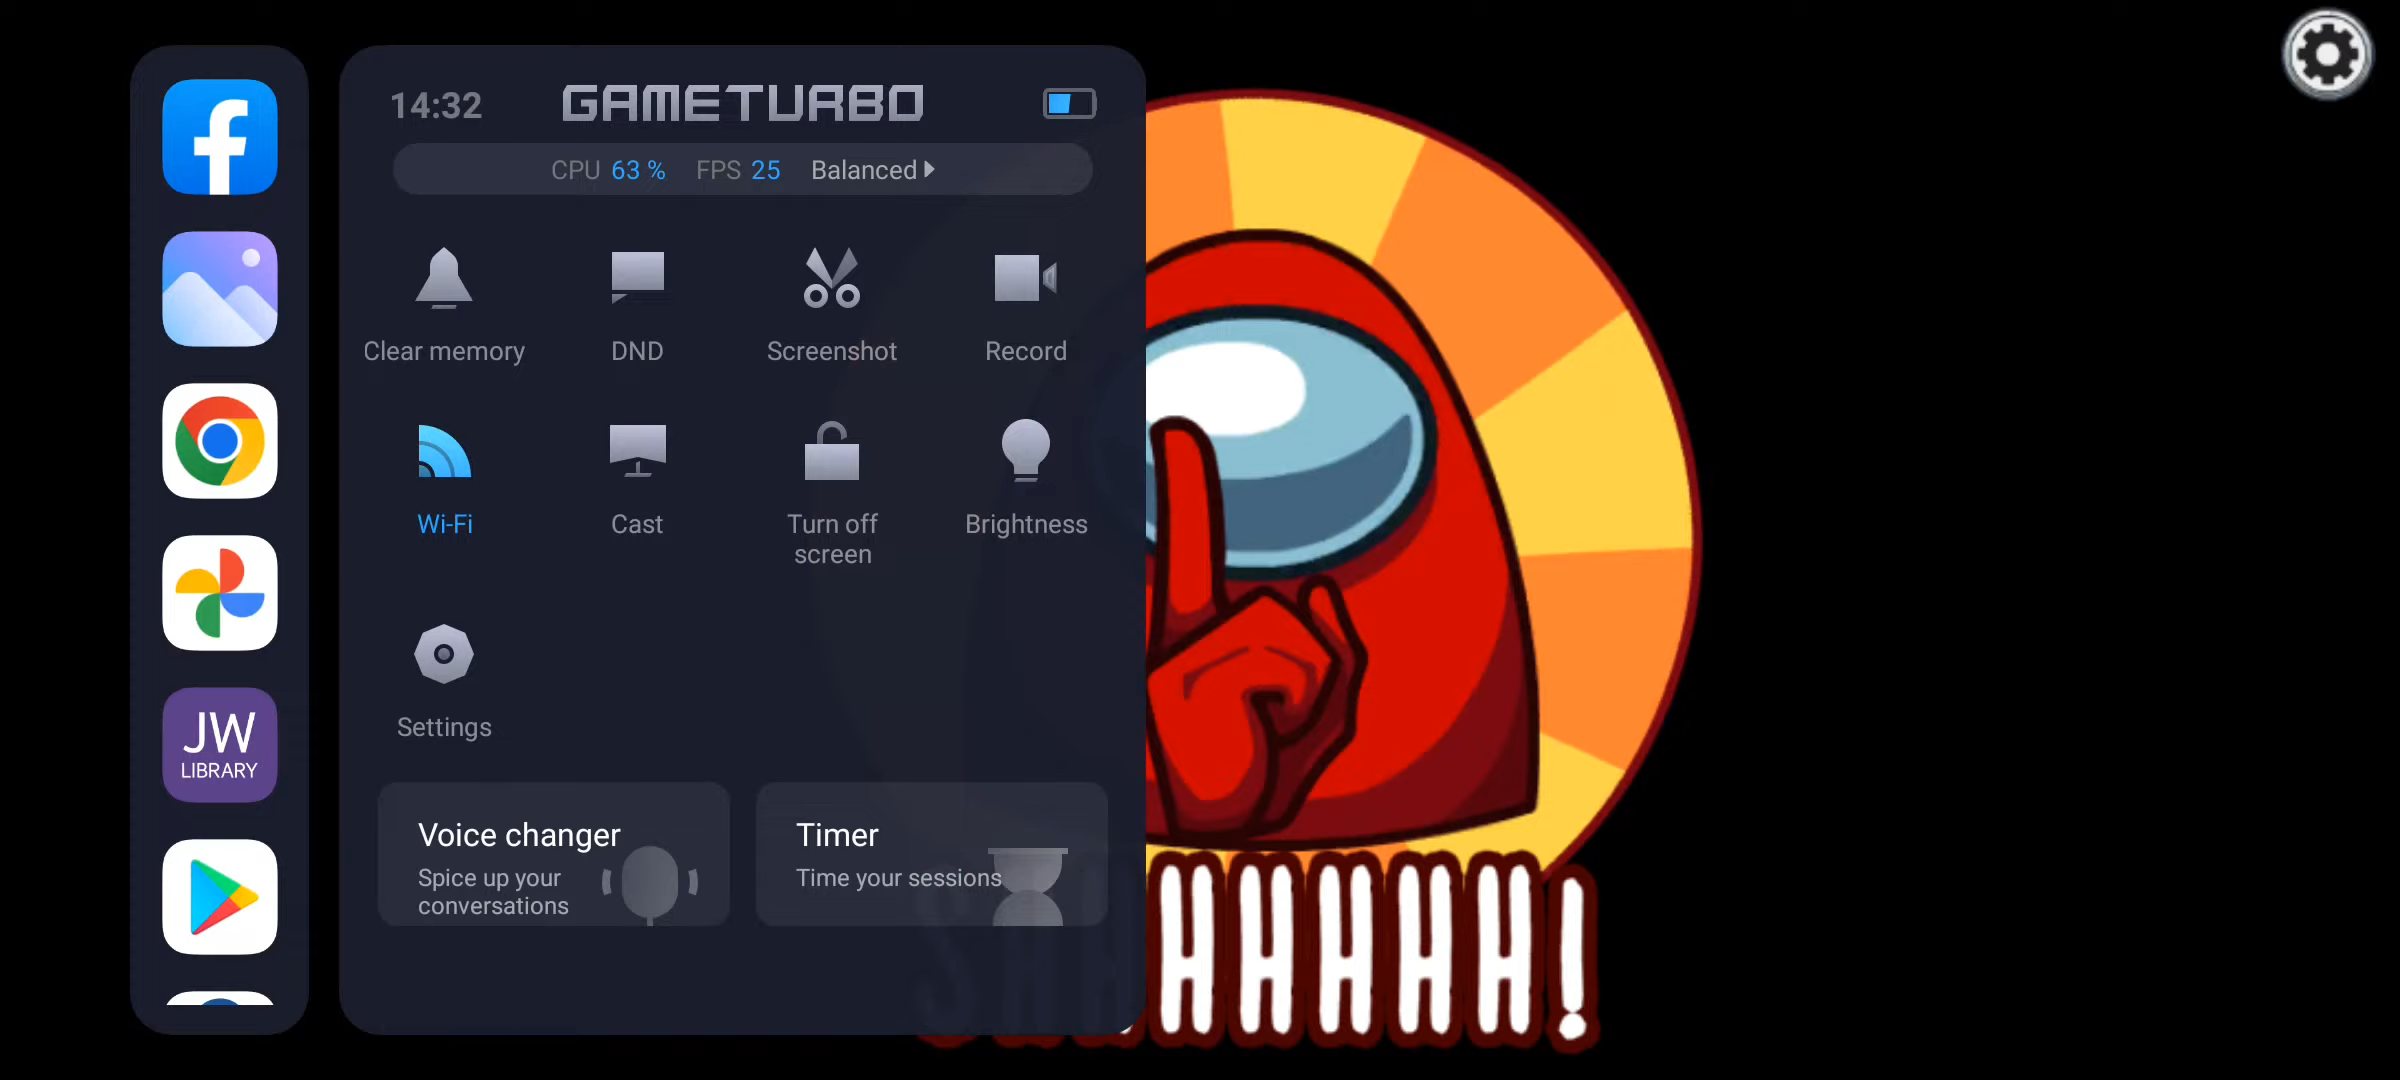 14:32
GAMETURBO
CPU 63 % FPS 25 Balanced
Clear memory
DND
Screenshot
Record
Wi-Fi
Cast
Turn off
screen
Brightness
Settings
JW
LIBRARY
Voice changer
Spice up your
conversations
Timer
Time your sessions
SHHHHHHH!